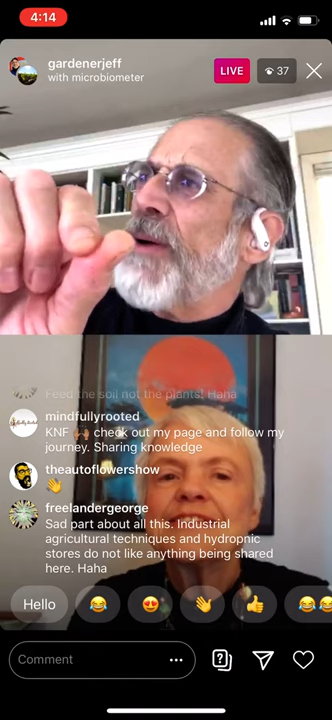 4:14
gardenerjeff
with microbiometer
LIVE
37
Feed the soil not the plants! Haha
mindfullyrooted
KNF 🙌🏾 check out my page and follow my
journey. Sharing knowledge
theautoflowershow
👋
freelandergeorge
Sad part about all this. Industrial
agricultural techniques and hydropnic
stores do not like anything being shared
here. Haha
Hello 😂 😍 👋 👍 😂😂
Comment